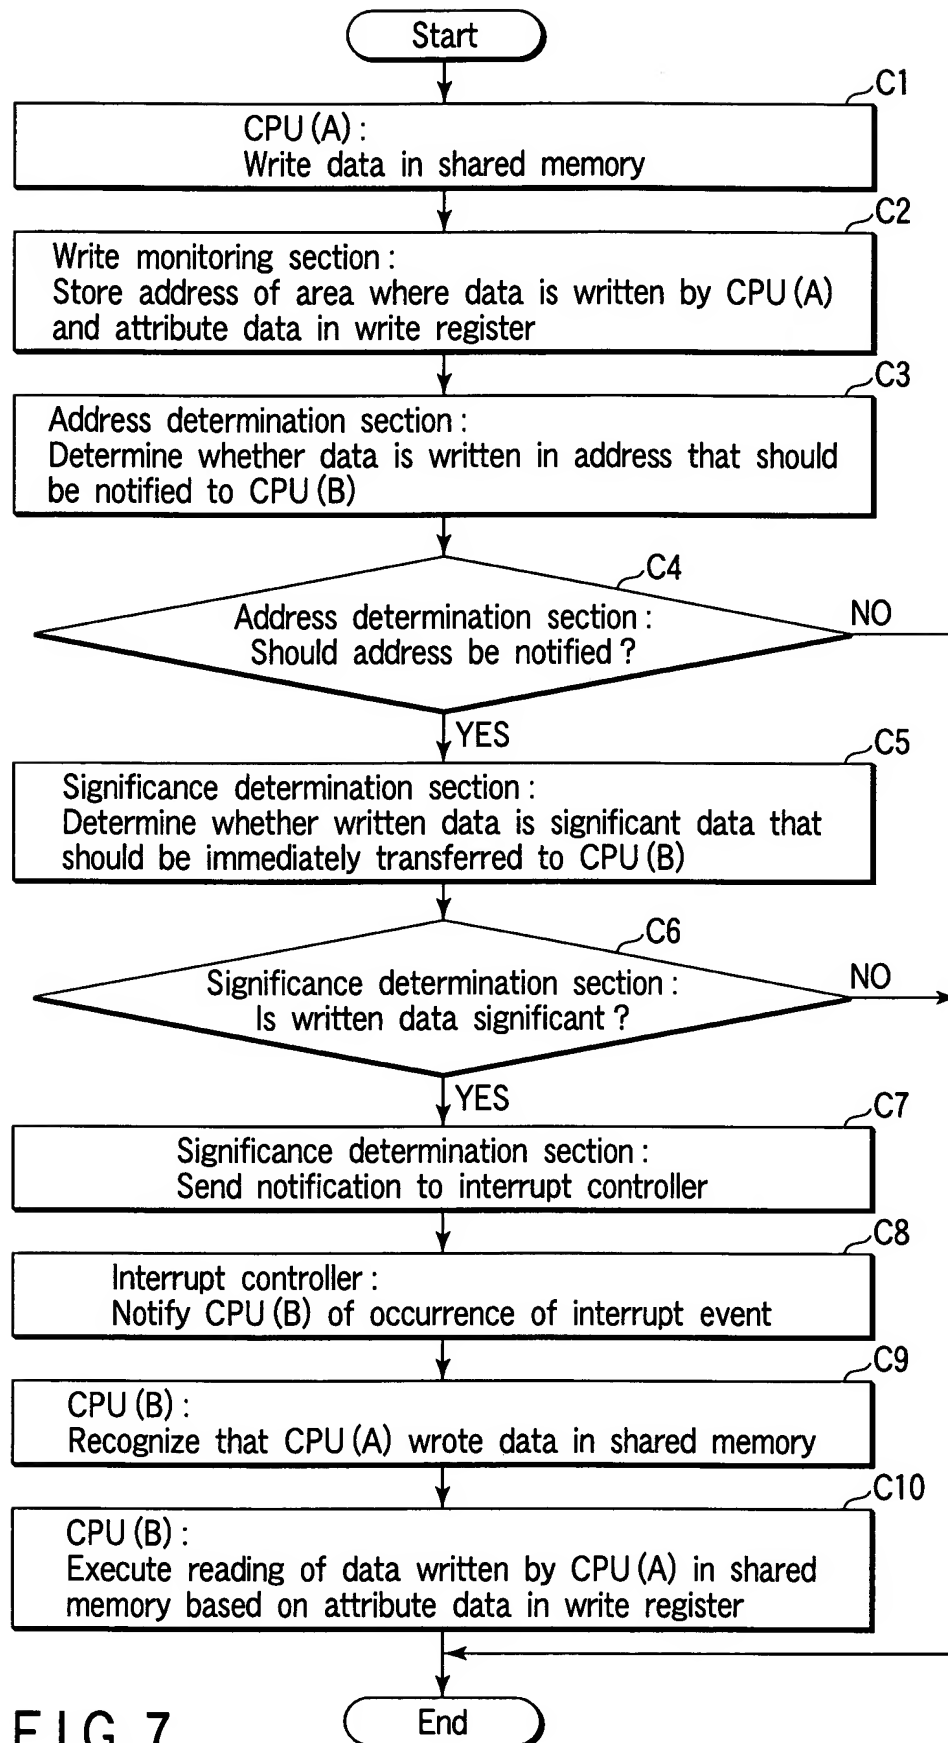 Start
C1
CPU(A):
Write data in shared memory
C2
Write monitoring section:
Store address of area where data is written by CPU(A)
and attribute data in write register
C3
Address determination section:
Determine whether data is written in address that should
be notified to CPU(B)
C4
Address determination section:
Should address be notified?
NO
YES
C5
Significance determination section:
Determine whether written data is significant data that
should be immediately transferred to CPU(B)
C6
Significance determination section:
Is written data significant?
NO
YES
C7
Significance determination section:
Send notification to interrupt controller
C8
Interrupt controller:
Notify CPU(B) of occurrence of interrupt event
C9
CPU(B):
Recognize that CPU(A) wrote data in shared memory
C10
CPU(B):
Execute reading of data written by CPU(A) in shared
memory based on attribute data in write register
End
FIG. 7